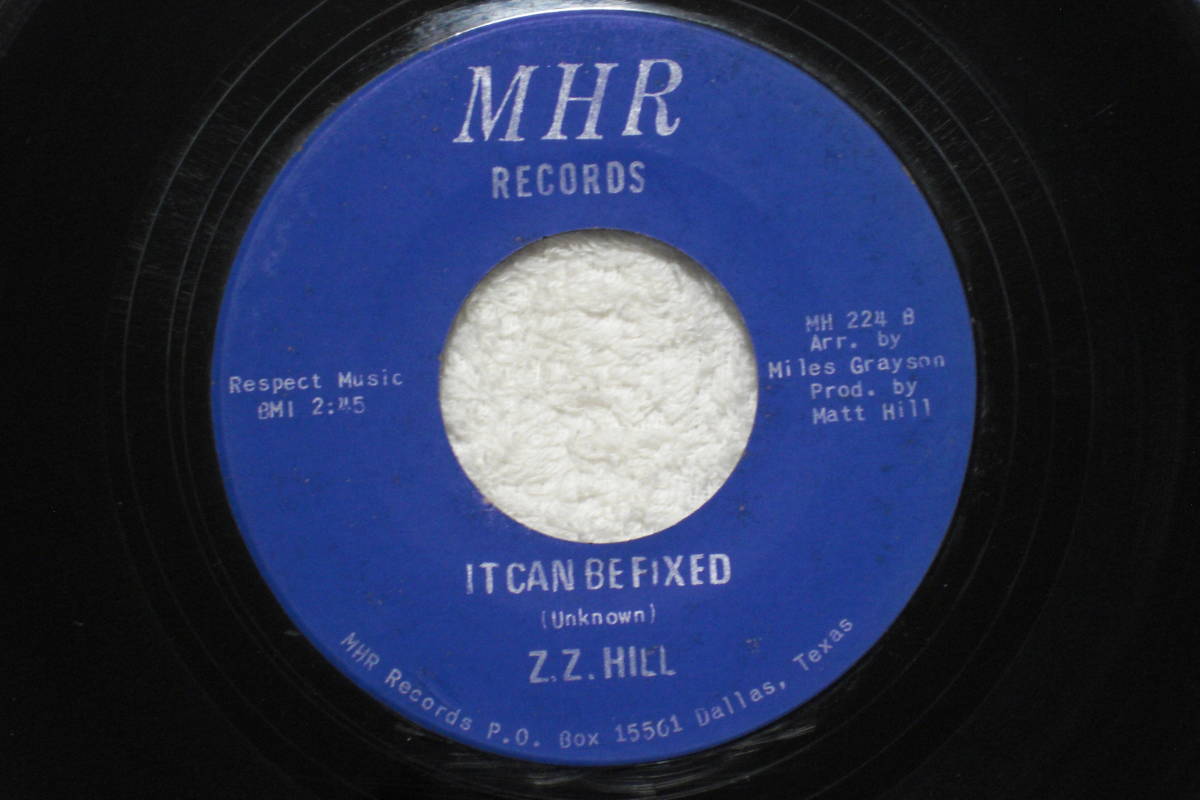 MHR
RECORDS
MH 224 B
Arr. by
Miles Grayson
Prod. by
Matt Hill
Respect Music
BMI 2:45
IT CAN BE FIXED
(Unknown)
Z.Z. HILL
MHR Records P.O. Box 15561 Dallas, Texas